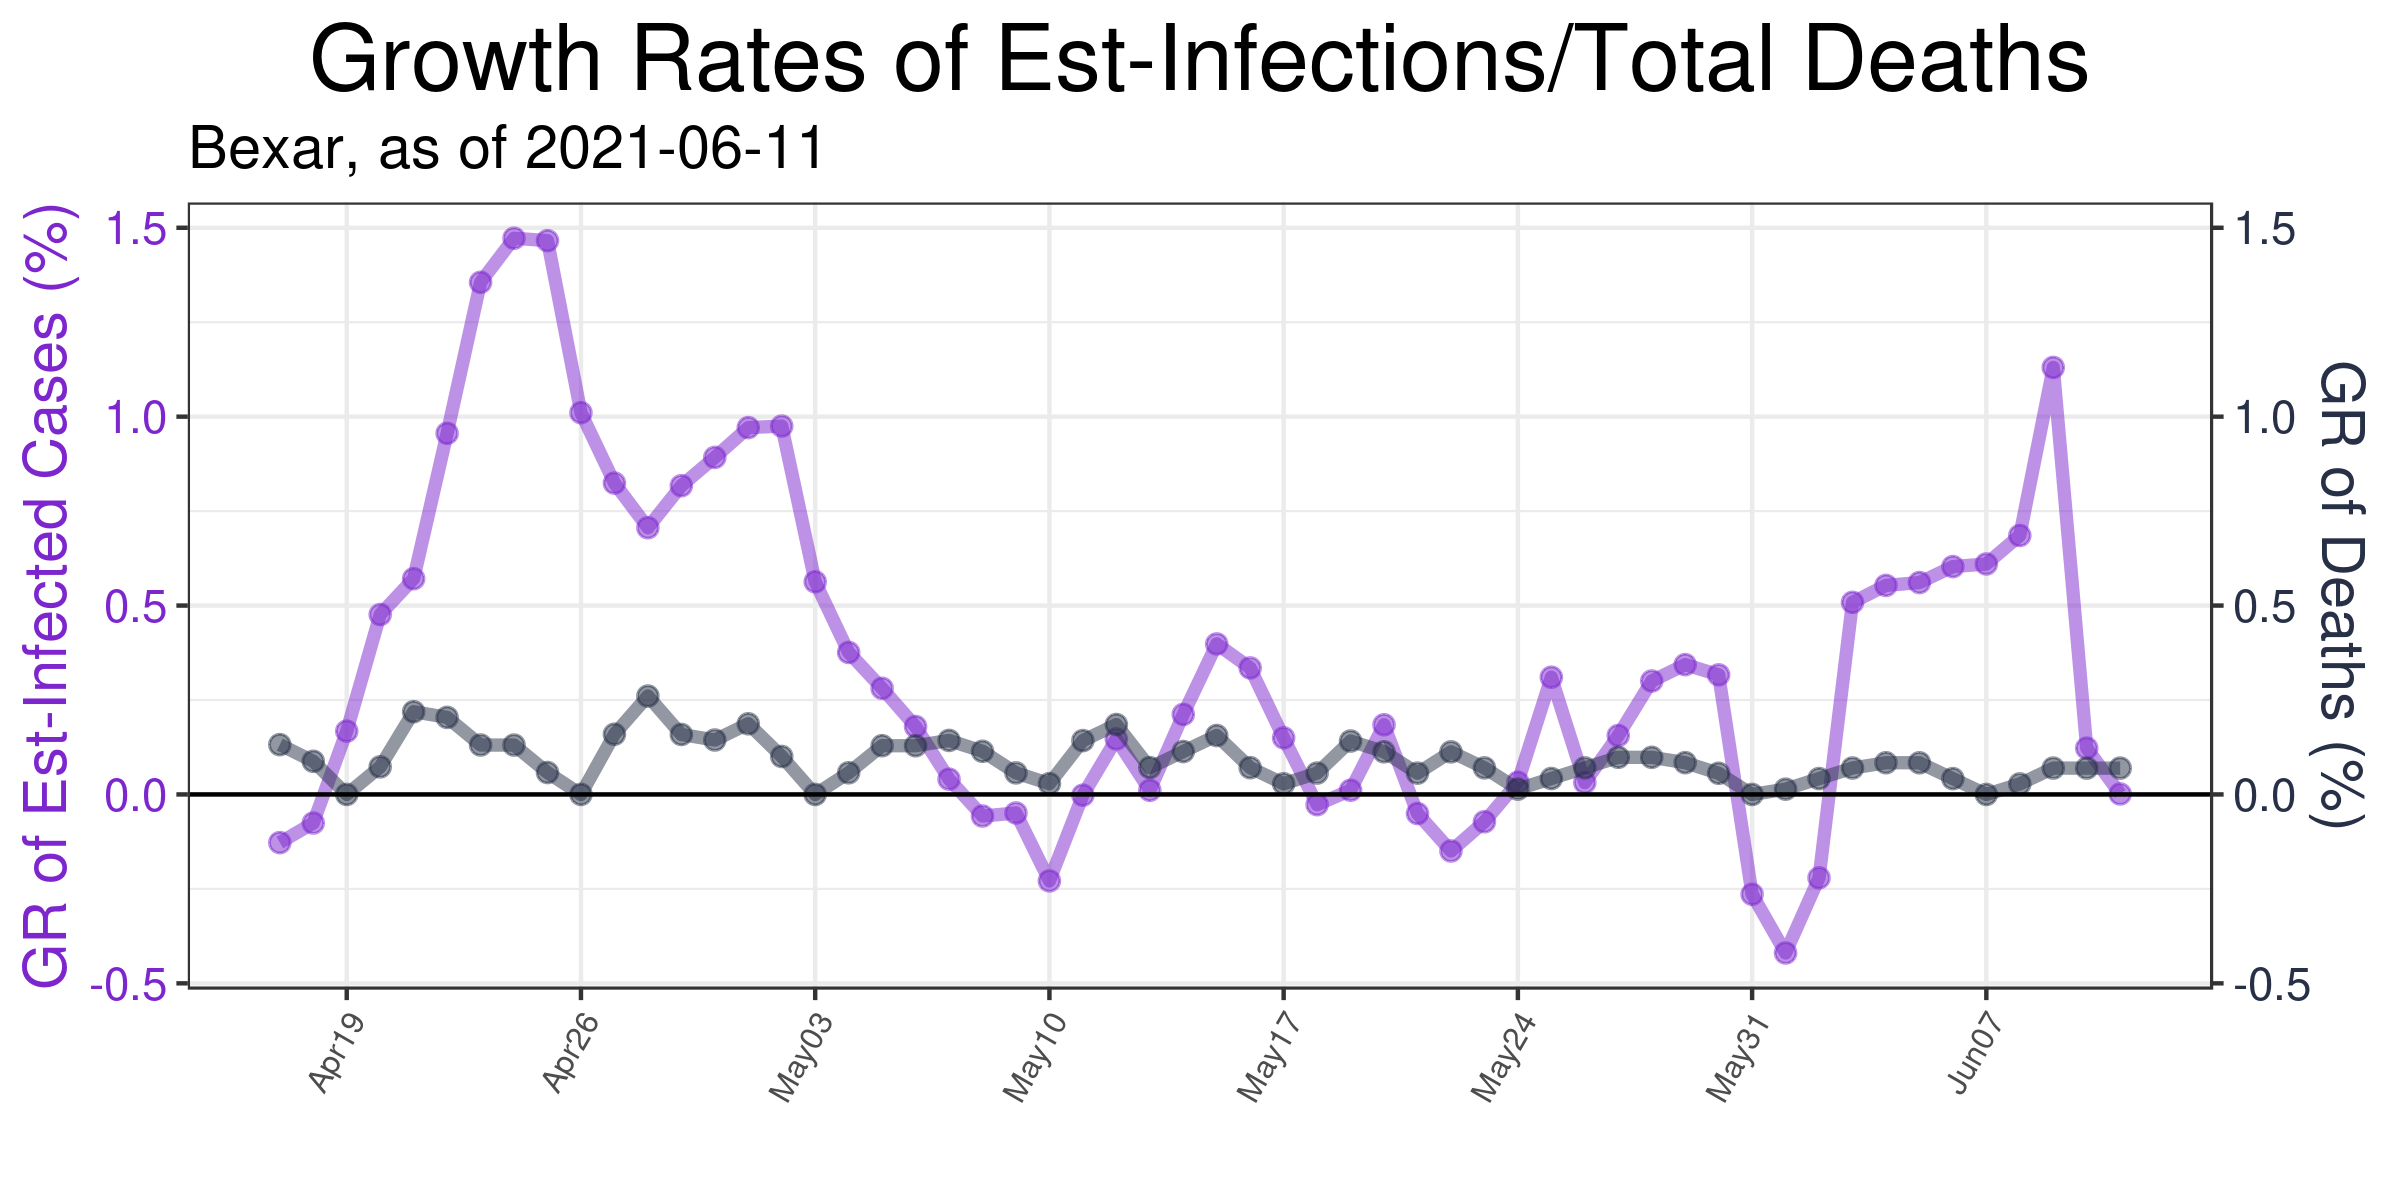 Growth Rates of Est-Infections/Total Deaths
Bexar, as of 2021-06-11
GR of Est-Infected Cases (%)
1.5
1.0
0.5
0.0
-0.5
1.5
1.0
0.5
0.0
-0.5
GR of Deaths (%)
Apr19
Apr26
May03
May10
May17
May24
May31
Jun07